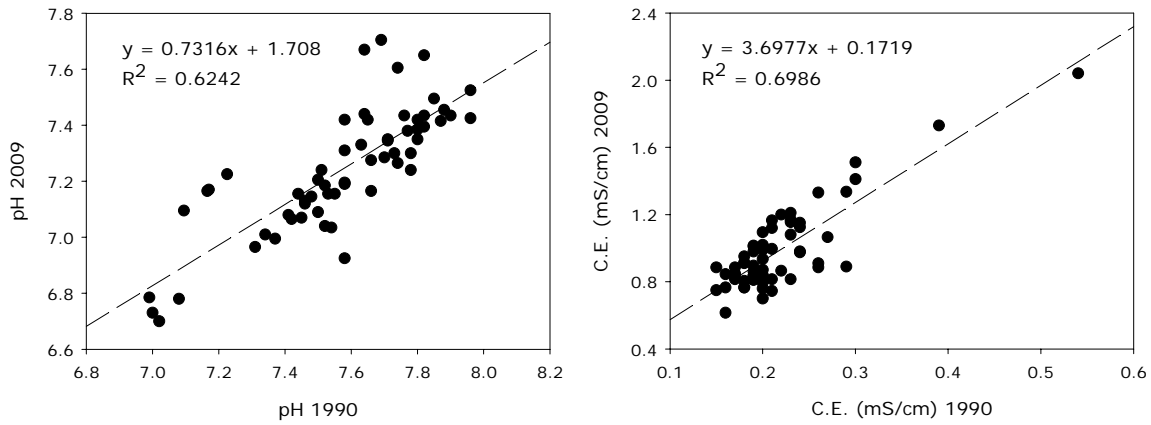 7.8
7.6
7.4
7.2
7.0
6.8
6.6
pH 2009
y = 0.7316x + 1.708
R2 = 0.6242
6.8 7.0 7.2 7.4 7.6 7.8 8.0 8.2
pH 1990
2.4
2.0
1.6
1.2
0.8
0.4
C.E. (mS/cm) 2009
y = 3.6977x + 0.1719
R2 = 0.6986
0.1 0.2 0.3 0.4 0.5 0.6
C.E. (mS/cm) 1990